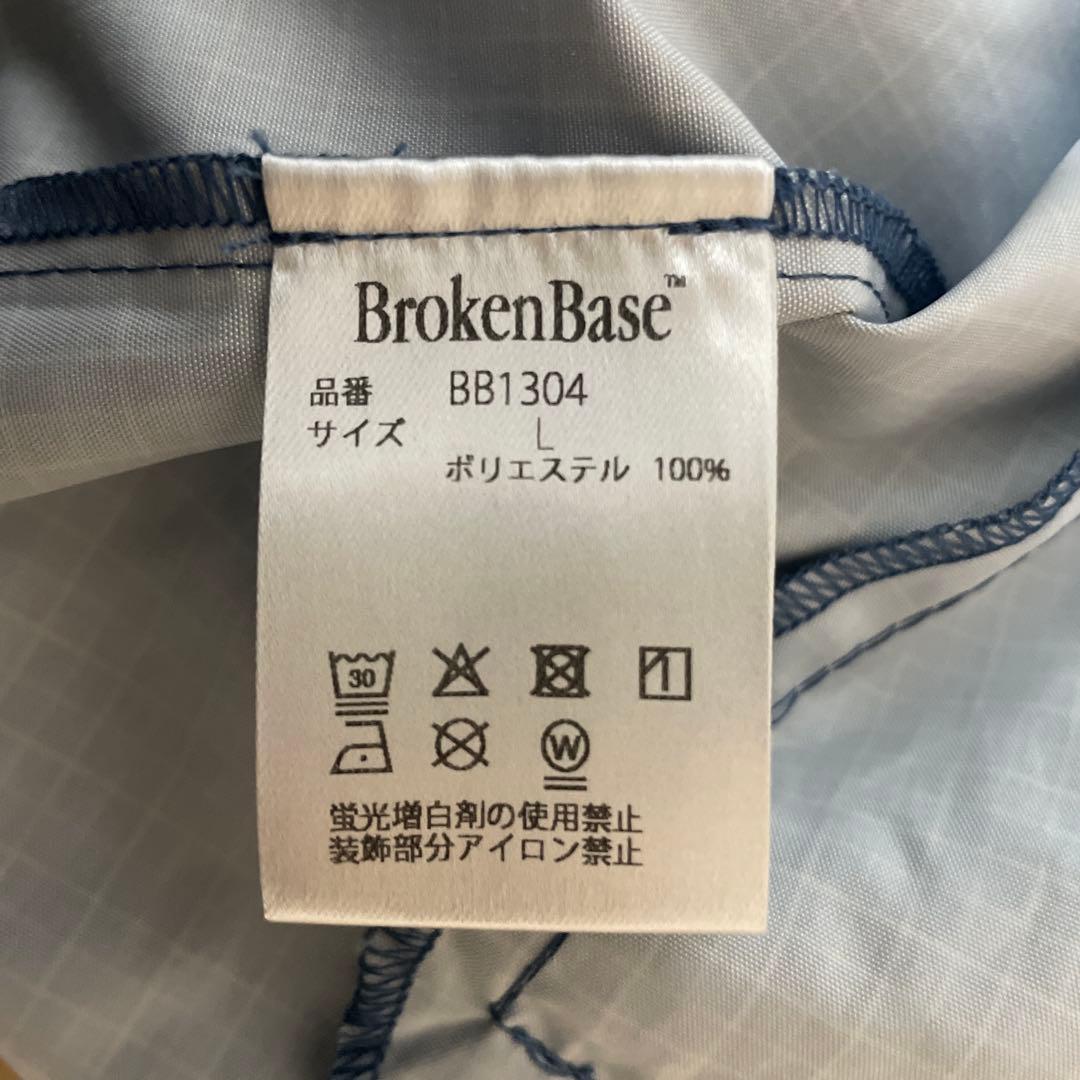 BrokenBase™
品番 BB1304
サイズ L
ポリエステル 100%
30 1
W
蛍光増白剤の使用禁止
装飾部分アイロン禁止